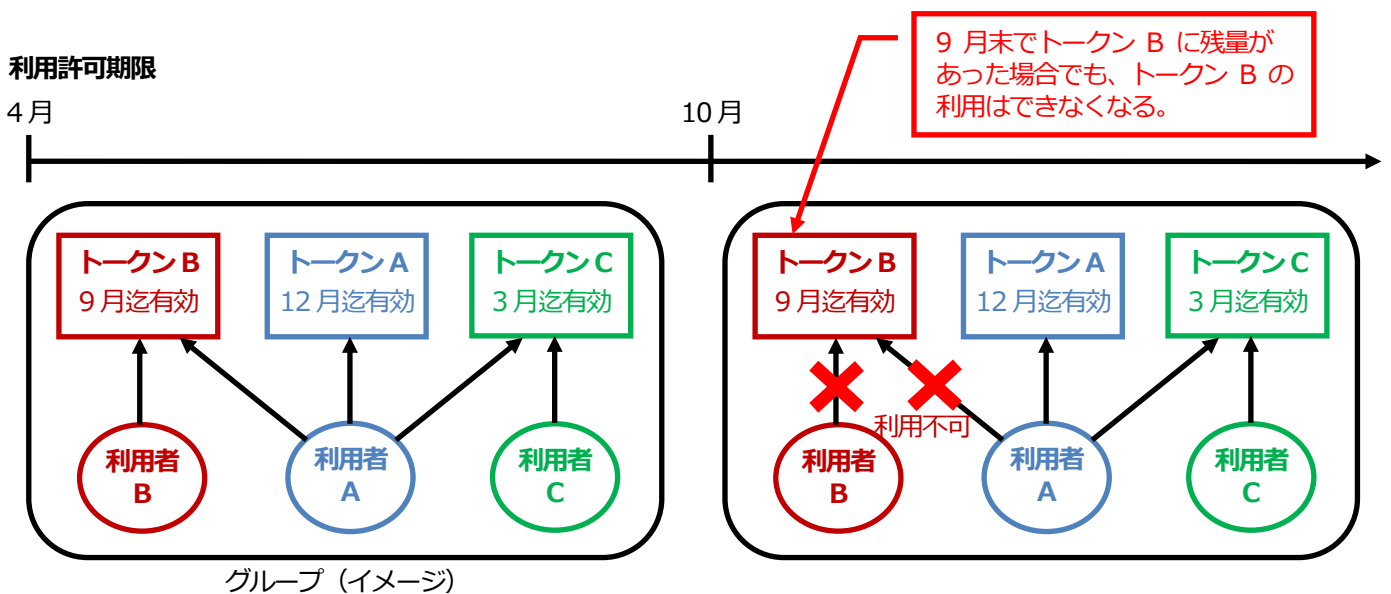 9 月末でトークン B に残量が
あった場合でも、トークン B の
利用はできなくなる。
利用許可期限
4 月
10 月
トークン B
9 月迄有効
トークン A
12 月迄有効
トークン C
3 月迄有効
トークン B
9 月迄有効
トークン A
12 月迄有効
トークン C
3 月迄有効
利用不可
利用者
B
利用者
A
利用者
C
利用者
B
利用者
A
利用者
C
グループ（イメージ）